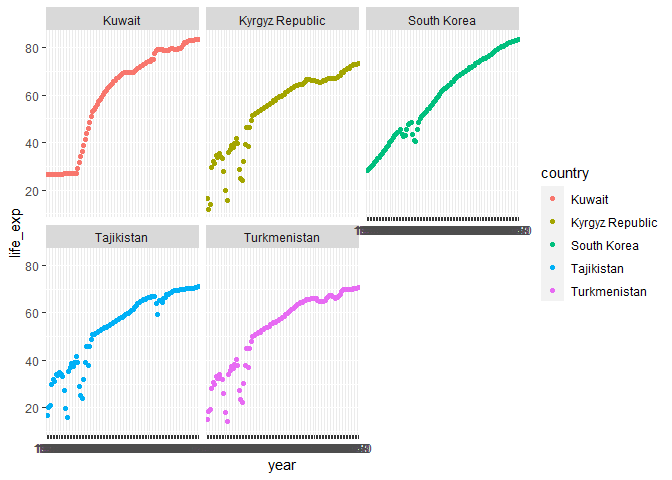 Kuwait
Kyrgyz Republic
South Korea
80
60
40
20
life_exp
Tajikistan
Turkmenistan
80
60
40
20
year
country
Kuwait
Kyrgyz Republic
South Korea
Tajikistan
Turkmenistan